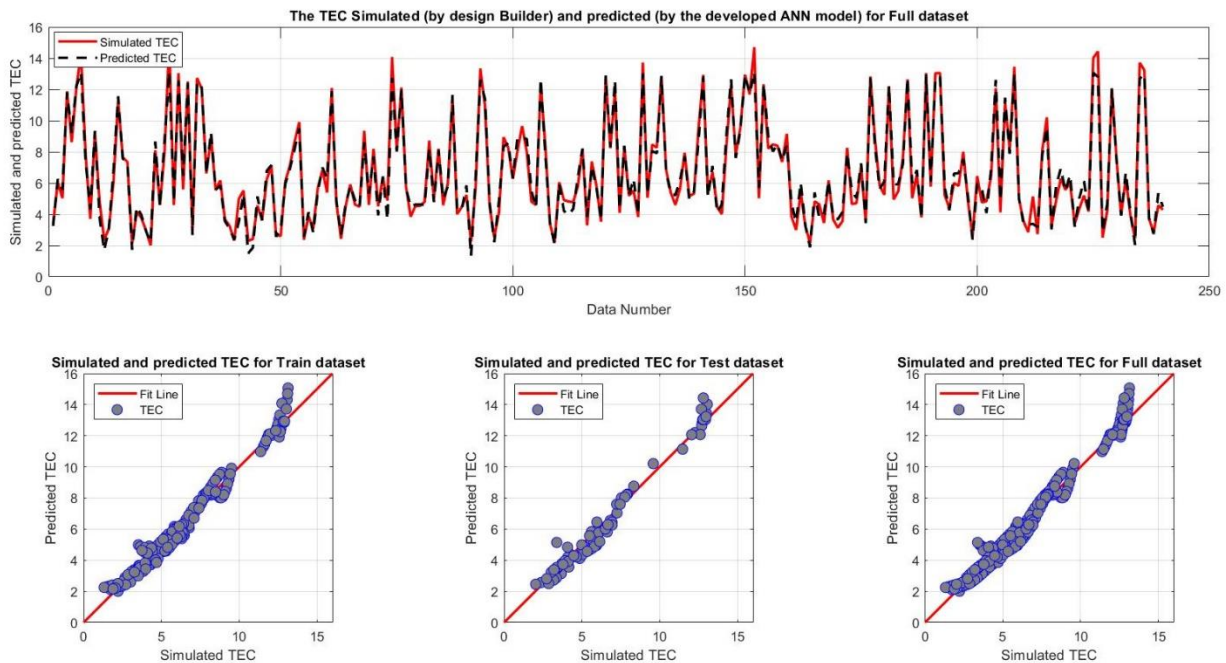 The TEC Simulated (by design Builder) and predicted (by the developed ANN model) for Full dataset
Simulated and predicted TEC
16
14
12
10
8
6
4
2
0
Simulated TEC
Predicted TEC
0 50 100 150 200 250
Data Number
Simulated and predicted TEC for Train dataset
Predicted TEC
16
14
12
10
8
6
4
2
0
Fit Line
TEC
0 5 10 15
Simulated TEC
Simulated and predicted TEC for Test dataset
Predicted TEC
16
14
12
10
8
6
4
2
0
Fit Line
TEC
0 5 10 15
Simulated TEC
Simulated and predicted TEC for Full dataset
Predicted TEC
16
14
12
10
8
6
4
2
0
Fit Line
TEC
0 5 10 15
Simulated TEC